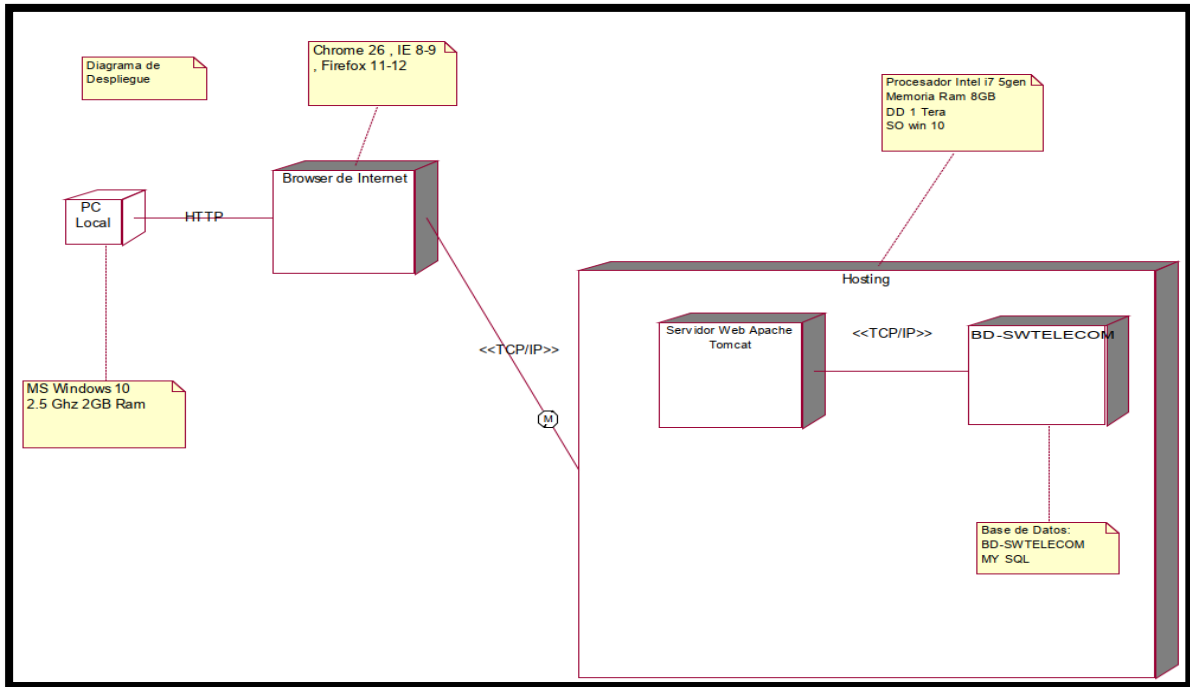 Diagrama de
Despliegue
Chrome 26 , IE 8-9
, Firefox 11-12
Procesador Intel i7 5gen
Memoria Ram 8GB
DD 1 Tera
SO win 10
Browser de Internet
PC
Local
HTTP
Hosting
Servidor Web Apache
Tomcat
<<TCP/IP>>
BD-SWTELECOM
<<TCP/IP>>
MS Windows 10
2.5 Ghz 2GB Ram
M
Base de Datos:
BD-SWTELECOM
MY SQL